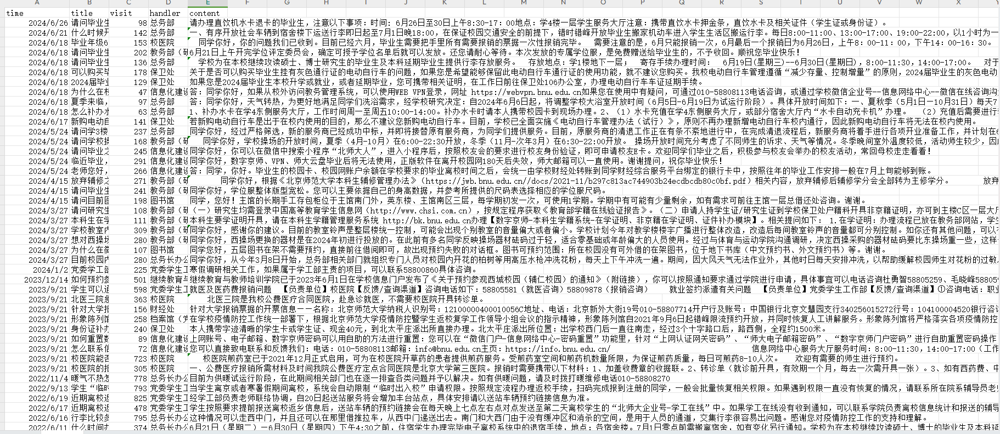 A B C D E F G H I J K L M N O P Q R S T U V W X Y
time title visit handler content
2024/6/26 请问毕业生 98 总务部 请办理直饮机水卡退卡的毕业生，注意以下事项：时间：6月26日至30日上午8:30-17：00地点：学4楼一层学生服务大厅注意：携带直饮水卡押金条，直饮水卡及相关证件（学生证或身份证）。
2024/6/21 什么时候开 142 总务部 一、有序开放社会车辆到宿舍楼下运送行李即日起至7月1日晚18:00，在保证校园交通安全的前提下，错时错峰开放毕业生搬家机动车进入学生生活区搬运行李。每日8:00-11:00、13:00-17:00、19:00-22:00，以1小时为一
2024/6/18 毕业年级6 153 校医院 同学你好，你的问题我们已收到。目前已经六月，毕业生需要把手里所有需要报销的票据一次性报销完毕。 需要注意的是，6月只能报销一次，6月最后一个报销日为6月26日，上午8：00-11：00，下午14：00-16：30。
2024/6/18 请问毕业生 202 教务部（研 6月21日上午开完学位评定委员会，确定可授予学位名单后就可以发放。还您请耐心等待。本次发放的专属学位服，是免费赠送给毕业生的，不予收回。顺祝您毕业快乐！
2024/6/18 请问毕业生 136 总务部 学校为在本校继续攻读硕士、博士研究生的毕业生及本科延期毕业生提供行李存放服务。 存放地点：学1楼地下一层； 寄存手续办理时间： 6月19日(星期三)--6月30日(星期日)，8:00-11:30，14:00-17:00。 对于
2024/6/18 可以购买毕 178 保卫处 关于是否可以购买毕业生挂有灰色通行证的电动自行车的问题，如果您是希望能够保留此电动自行车通行证的使用功能，就不建议您购买。我校电动自行车管理遵循“减少存量、控制增量”的原则，2024届毕业生的灰色电动
2024/6/18 2024届毕业 129 保卫处 如果您是2024届毕业生本校升学或就业，或者延期毕业，您可携带相关证明，在工作日前往保卫处106办公室，办理电动自行车车证延期手续。
2024/6/18 为什么在校 47 信息化建设 答：同学你好，如果从校外访问教务管理系统，可以使用WEB VPN登录，网址 https://webvpn.bnu.edu.cn如果您在使用中有疑问，可通过010-58808113电话咨询，或通过学校微信企业号--信息网络中心--微信在线咨询沟
2024/6/18 夏季来临， 97 总务部 答：同学你好，天气转热，为更好地满足同学们洗浴需求，经学校研究决定：自2024年6月6日起，将调整学校大浴室开放时间（6月5日-6月19日为试运行阶段）。具体开放时间如下：一、夏秋季（5月1日—10月31日）每天7
2024/6/18 怎么补办水 63 总务部 1、补办水卡在学4东侧服务大厅，工作时间周一至周五10:00-14:00。补办水卡时请本人携带校园卡到现场办理。2、（1）水卡充值在学4东侧服务大厅，或部分宿舍大厅内“水卡自动充卡机”办理。 （2）充值后需要进行
2024/6/17 新购电动自 141 保卫处 若新购电动自行车是出于在校内使用的目的，那么不建议您新购电动自行车。目前，学校已全面实施《电动自行车管理办法（试行）》，原则不再办理新增电动自行车校内通行，因此新购电动自行车将无法在校内使用。
2024/5/24 请问学3楼 237 总务部 同学你好，经过严格筛选，新的服务商已经成功中标，并即将接替原有服务商，为同学们提供服务。目前，原服务商的清退工作正在有条不紊地进行中，在完成清退流程后，新服务商将着手进行各项开业准备工作，并计划在6
2024/5/24 请问学校操 168 教务部（研 同学你好，学校操场的开放时间，夏季（4月-10月）在6:00-22:30开放，冬季（11月-次年3月）在6:30-22:00开放。 操场开放时间充分考虑了不同师生的诉求、天气等情况。冬季晚间室外温度较低，活动师生较少，因此
2024/5/24 请问毕业之 245 信息化建设 同学你好，你可以在微信中搜索小程序“北师大人”，进入小程序后，按照校友会的要求进行校友身份验证，即可申请校友E卡。欢迎同学们毕业之后，积极参与校友会举办的校友活动，常回母校走走看看！
2024/5/24 临近毕业， 291 信息化建设 同学你好，数字京师、VPN、师大云盘毕业后将无法使用，正版软件在离开校园网180天后失效，师大邮箱可以一直使用。谢谢提问，祝你毕业快乐！
2024/5/24 老师您好， 266 信息化建设 答：同学，你好。毕业生的校园卡、校园网账户余额在学校要求的毕业离校时间之后，会统一由学校财经处转账到同学财经综合服务平台绑定的银行卡中，按照往年的毕业工作安排一般在7月上旬能够到账。
2024/4/15 放弃辅修之 271 教务部（研 同学你好，根据《北京师范大学本科生辅修管理办法》（https://jwb.bnu.edu.cn//docs/2021-11/b297c813ac744903b24ecdbcdb80c0bf.pdf）相关内容，放弃辅修后辅修学分会全部转为主修学分。 放弃
2024/4/15 请问毕业生 241 教务部（研 同学你好，学位服整体版型宽松。您可以主要依据自己的身高数据，并参考所提供的尺码表选择相应的学位服尺码。
2024/4/15 请问目前图 198 图书馆 同学，您好！主馆的长期手工存包柜位于主馆南门外，英东楼、主馆南区三层，每学期初发一次，可使用1学期。学期中有可能有少量剩余，如有需求可前往主馆一层总借还处咨询。谢谢。
2024/3/27 请问研究生 108 教务部（研 （一）研究生均需登录中国高等教育学生信息网（http://www.chsi.com.cn），按规定程序获取《教育部学籍在线验证报告》。（二）申请人持学生证/研究生证到学校保卫处户籍科开具非京籍证明，亦可到主楼C区一层大厅
2024/3/27 本科生在学 111 教务部（研 本科生要学证明开具，请在本科生学籍管理服务系统 http://bk.bnu.edu.cn办理【数字京师-本科生学籍系统-在学证明、非京籍在学证明、证件补办模块】。相关提问如下： 1.在学证明：办理流程已放在教务部网站，学生
2024/3/27 学校教室内 309 教务部（研 同学你好，感谢你的建议。目前的教室铃声是整层楼统一控制，可能会出现个别教室的音量偏大或者偏小。学校计划今年对教学楼楼宇广播进行整体改造，改造后每间教室铃声的音量都可分别控制。如你还有其他问题，可以
2024/3/27 想对西操场 280 教务部（研 同学你好，西操场更换的器材是在2024年初进行投放的。在此前有多名同学反映操场器材砝码过于轻，适合零基础或年龄偏大的人员使用。经过与体育与运动学院沟通调研，决定西操采购的器材砝码要比东操场重一些，这样
2024/3/27 为什么在微 107 图书馆 同学您好，五层图书在架不需要预约，直接前往借阅即可，故出现预约失败的对话框。图书可预约范围：所在校园没有可外借的在架图书，位于地下书库（中文预约书、外文预约书）等。谢谢。
2024/3/27 目前校园内 280 总务长办公 同学你好，从今年3月8日开始，总务部相关部门就组织专门人员对校园内开花的柏树等用高压水枪冲洗花粉，每天上下午冲洗一遍。期间，因大风天气无法作业外，其他时日每天安排冲洗，以帮助缓解校园师生对花粉的过敏
2024/1/2 党委学工部 225 党委学生工 寒假调研相关工作，如果属于学工部主责的项目，可以联系58800860具体咨询。
2023/12/14 如何预约参 501 继续教育与 继续教育与教师培训学院已于2023年6月1日在学校信息门户发布了《关于预约参观西城校园（辅仁校园）的通知》（附链接），你可以按照通知要求通过学院进行申请，具体事宜可以电话咨询杜勇智58805259、毛晓峰588059
2023/9/21 学生可以通 598 党委学生工 就医及医药费报销问题 【负责单位】校医院【反馈/查询渠道】咨询电话如下：58805581（就医咨询）58809878（报销咨询） 就业签约派遣有关问题 【负责单位】党委学生工作部【反馈/查询渠道】①咨询电话：职业
2023/9/21 北医三院急 363 校医院 北医三院是我校公费医疗合同医院，赴急诊就医，不需要校医院开具转诊单。
2023/9/21 针对大学报 156 财经处 针对大学报销票据的开票信息——名称：北京师范大学纳税人识别号：12100000400010056C地址、电话：北京新外大街19号010-58807714开户行及账号：中国银行北京文慧园支行340256015272行号：104100004520银行咨询
2023/9/21 形象陈列馆 258 档案馆（党 在学校疫情防控工作统一部署下，根据北京师范大学疫情防控暨学生返校复学工作领导小组会议的指示精神，形象陈列馆自2021年9月6日起错峰限流预约开放，并同时恢复人工讲解服务。形象陈列馆将严格落实各项疫情防控
2023/9/21 身份证补办 240 保卫处 本人携带字迹清晰的学生卡或学生证、现金40元，到北太平庄派出所直接办理。北太平庄派出所位置：出学校西门后一直往南走，经过3个十字路口后，路西侧，全程约1500米。
2023/9/21 如何重置数 89 信息化建设 上网账号、电子邮箱、数字京师密码可以用自助的方法进行重置：您可以在“微信门户-信息网络中心-密码重置”功能里，针对“上网认证网关密码”、“师大电子邮箱密码”、“数字京师门户密码”进行自助重置密码操作
2023/9/21 怎么联系信 72 信息化建设 您可以直接致电联系和反馈我们：电话：010-58808113邮箱：info@bnu.edu.cn主页：https://info.bnu.edu.cn/ 信息网络中心服务大厅服务时间：8:00-11:30，14:00-17:00（工作
2023/9/21 校医院能否 723 校医院 校医院煎药室已于2021年12月正式启用，可为在校医院开草药的患者提供煎药服务。受煎药室空间和煎药机数量所限，为保证煎药质量，每日可煎药8-10人次。 欢迎有需要的师生进行预约。
2023/9/21 校医院的报 305 校医院 一、公费医疗报销所需材料及时间我院公费医疗定点合同医院是北京大学第三医院。报销时需要携带以下材料：1、加盖收费章的收据联。2、转诊单（就诊前开具，有效期一个月，每去一次需开具一张）。3、如有西药费、中
2022/11/4 暖气不热怎 778 总务长办公 目前为供暖试运行阶段，在此期间相关部门也在逐一排查各类问题并予以解决。如有供暖问题，请及时拨打暖维修电话010-58808270
2022/9/13 学生“临时 793 党委学生工 当学生离京或者寒暑假期间离校，系统会自动限制“临时出入校”申请权限。按照规定流程办理返校手续，扫码完成报到注册的同学，一般会批量恢复相关权限。如果遇到权限一直没有恢复的情况，请联系所在院系辅导员老师
2022/6/19 近期离校返 825 党委学生工 经学工部负责老师联络协调，自20日起送站服务将会增加丰台站点，具体安排请以送站车辆预约链接信息为准。
2022/6/17 近期离校返 478 党委学生工 学生按照要求提前报送离校返乡信息后，送站车辆的预约链接会在每天晚上七点左右点对点发送至第二天离校学生的“北师大企业号-学工在线”中。如果学工在线没有收到通知，可以联系学院负责离校信息统计和报送的辅导
2022/6/16 行李比较多 795 总务长办公 这种情况可以走西中门，并且还可以在那里借推拉车，从西中门递送出去。南门和大西门由于没有缓冲区和消杀的空间，是用于人员的通道，交集行李很容易出问题。感谢您对疫情防控工作的支持和理解。
2022/6/11 什么时间办 374 总务长办公 6月21日（星期二）—6月30日（星期四）下午4:30之前，住宿学生办理完毕电子离校系统中的退宿手续，地点：各宿舍楼。7月1日零点前需搬离宿舍，如有变化另行通知。学校为在本校继续攻读硕士、博士的毕业生及本科延